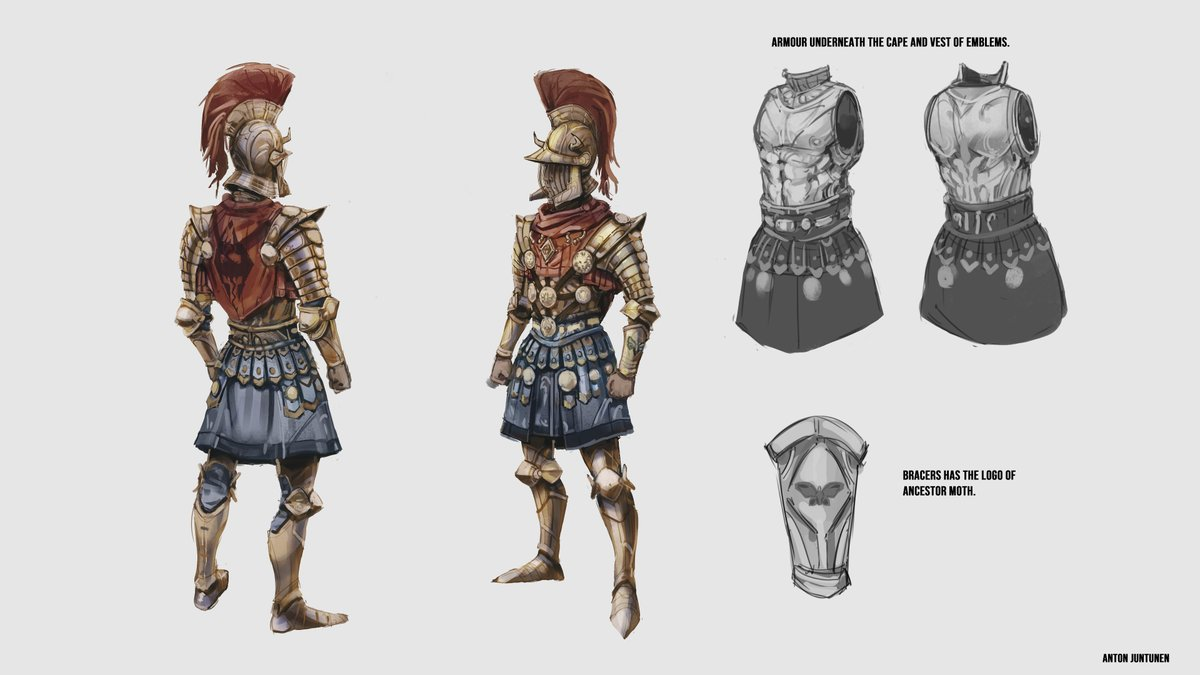 ARMOUR UNDERNEATH THE CAPE AND VEST OF EMBLEMS.
BRACERS HAS THE LOGO OF
ANCESTOR MOTH.
ANTON JUNTUNEN